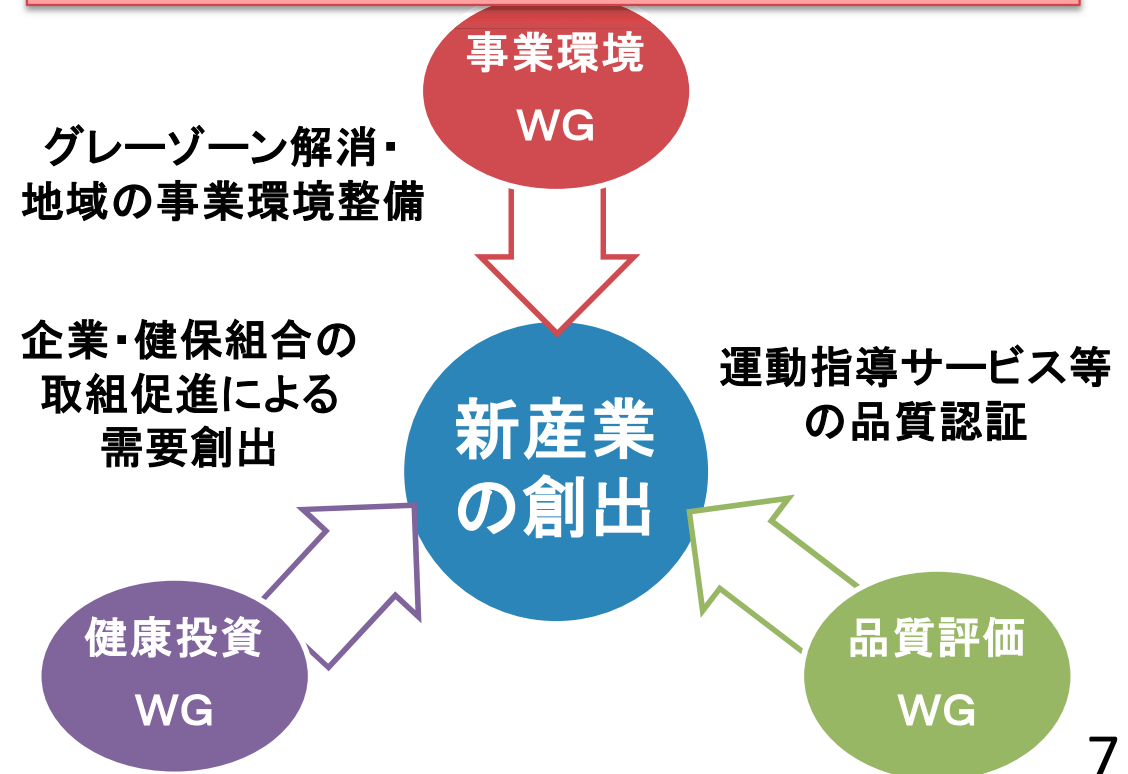 事業環境
WG
グレーゾーン解消・
地域の事業環境整備
企業・健保組合の
取組促進による
需要創出
運動指導サービス等
の品質認証
新産業
の創出
健康投資
WG
品質評価
WG
7